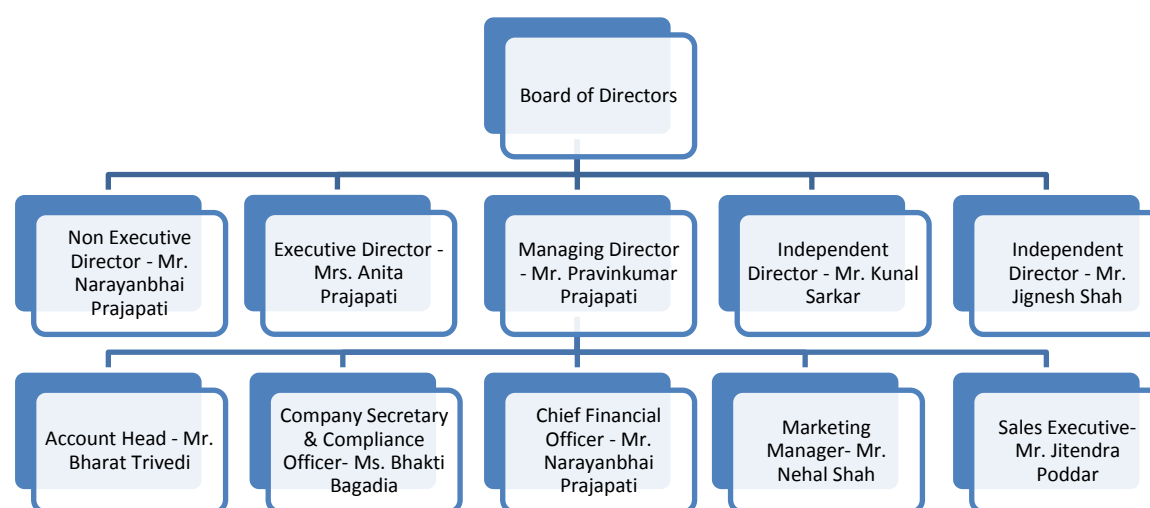 Board of Directors
Non Executive
Director - Mr.
Narayanbhai
Prajapati
Executive Director -
Mrs. Anita
Prajapati
Managing Director
- Mr. Pravinkumar
Prajapati
Independent
Director - Mr. Kunal
Sarkar
Independent
Director - Mr.
Jignesh Shah
Account Head - Mr.
Bharat Trivedi
Company Secretary
& Compliance
Officer- Ms. Bhakti
Bagadia
Chief Financial
Officer - Mr.
Narayanbhai
Prajapati
Marketing
Manager- Mr.
Nehal Shah
Sales Executive-
Mr. Jitendra
Poddar